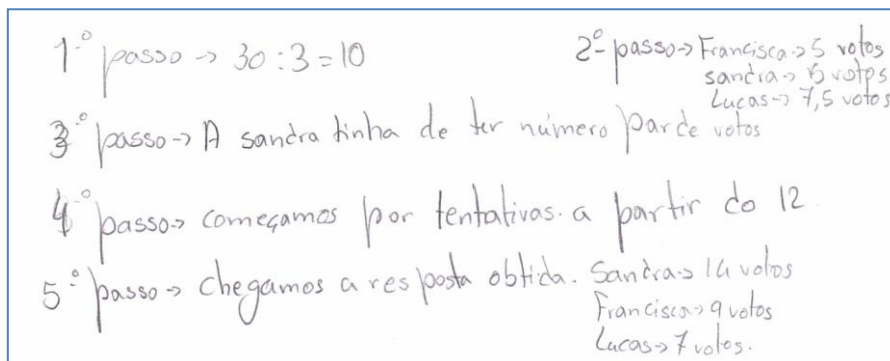 1.º passo → 30 : 3 = 10
2º passo → Francisca → 5 votos
sandra → 15 votos
Lucas → 7,5 votos
3.º passo → A sandra tinha de ter número par de votos
4.º passo → começamos por tentativas. a partir do 12
5.º passo → chegamos a resposta obtida. Sandra → 14 votos
Francisca → 9 votos
Lucas → 7 votos.